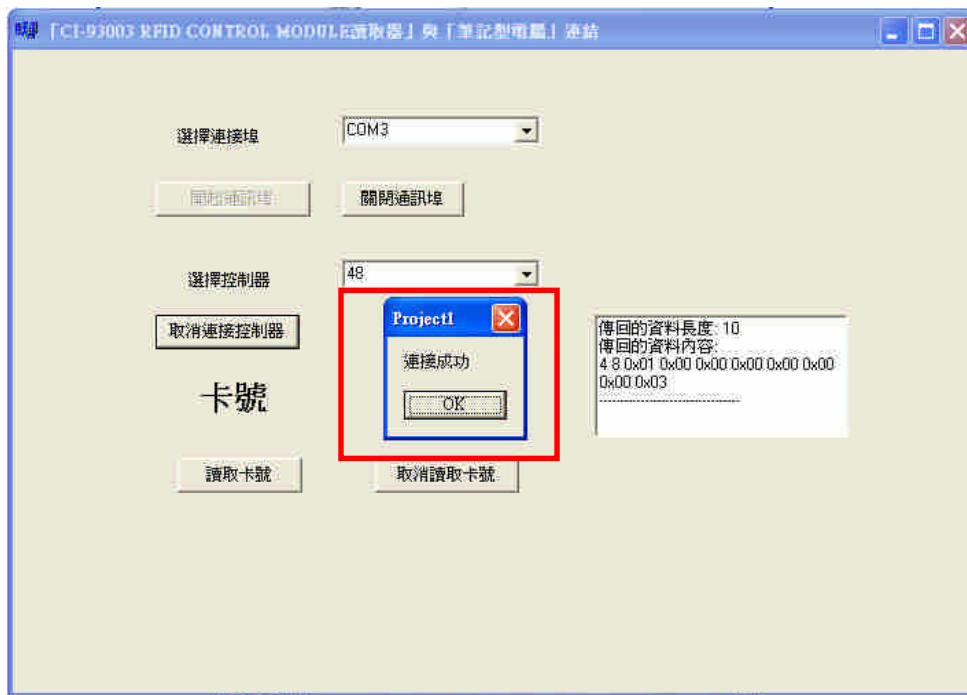 「CI-93003 RFID CONTROL MODULE讀取器」與「筆記型電腦」連結
選擇連接埠
COM3
開啟通訊埠
關閉通訊埠
選擇控制器
48
取消連接控制器
Project1
連接成功
OK
傳回的資料長度: 10
傳回的資料內容:
4 8 0x01 0x00 0x00 0x00 0x00 0x00
0x00 0x03
----------------------------------
卡號
讀取卡號
取消讀取卡號